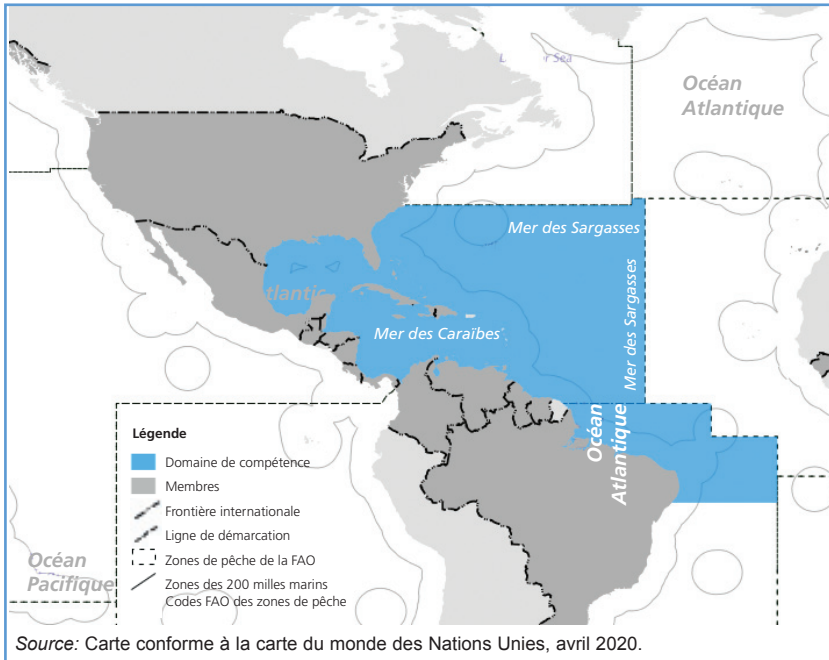 Océan
Atlantique
Mer des Sargasses
Mer des Sargasses
atlantic
Mer des Caraïbes
Océan
Atlantique
Légende
Domaine de compétence
Membres
Frontière internationale
Ligne de démarcation
Zones de pêche de la FAO
Zones des 200 milles marins
Codes FAO des zones de pêche
Océan
Pacifique
Source: Carte conforme à la carte du monde des Nations Unies, avril 2020.